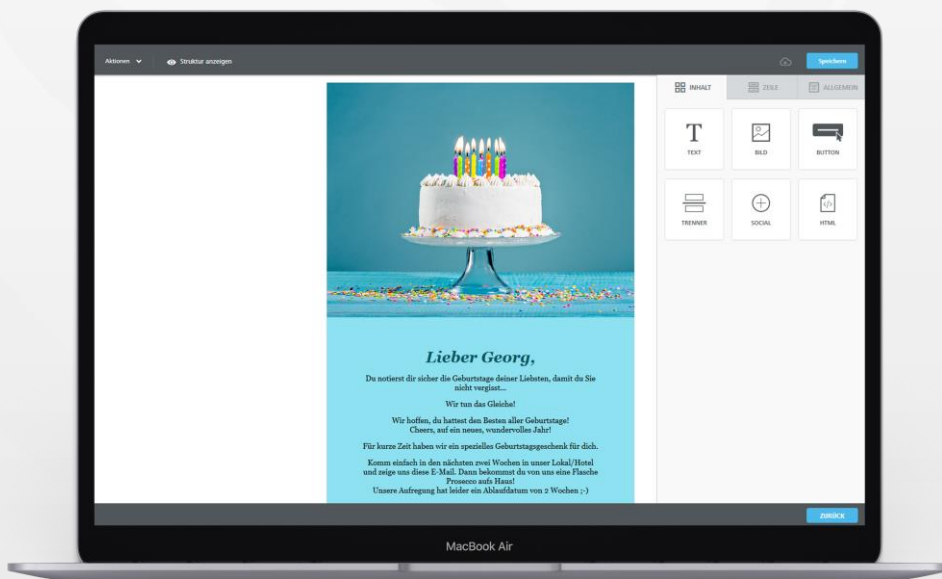 Aktionen
Struktur anzeigen
Speichern
INHALT
ZEILE
ALLGEMEIN
TEXT
BILD
BUTTON
TRENNER
SOCIAL
HTML
Lieber Georg,
Du notierst dir sicher die Geburtstage deiner Liebsten, damit du Sie
nicht vergisst...
Wir tun das Gleiche!
Wir hoffen, du hattest den Besten aller Geburtstage!
Cheers, auf ein neues, wundervolles Jahr!
Für kurze Zeit haben wir ein spezielles Geburtstagsgeschenk für dich.
Komm einfach in den nächsten zwei Wochen in unser Lokal/Hotel
und zeige uns diese E-Mail. Dann bekommst du von uns eine Flasche
Prosecco aufs Haus!
Unsere Aufregung hat leider ein Ablaufdatum von 2 Wochen ;-)
ZURÜCK
MacBook Air